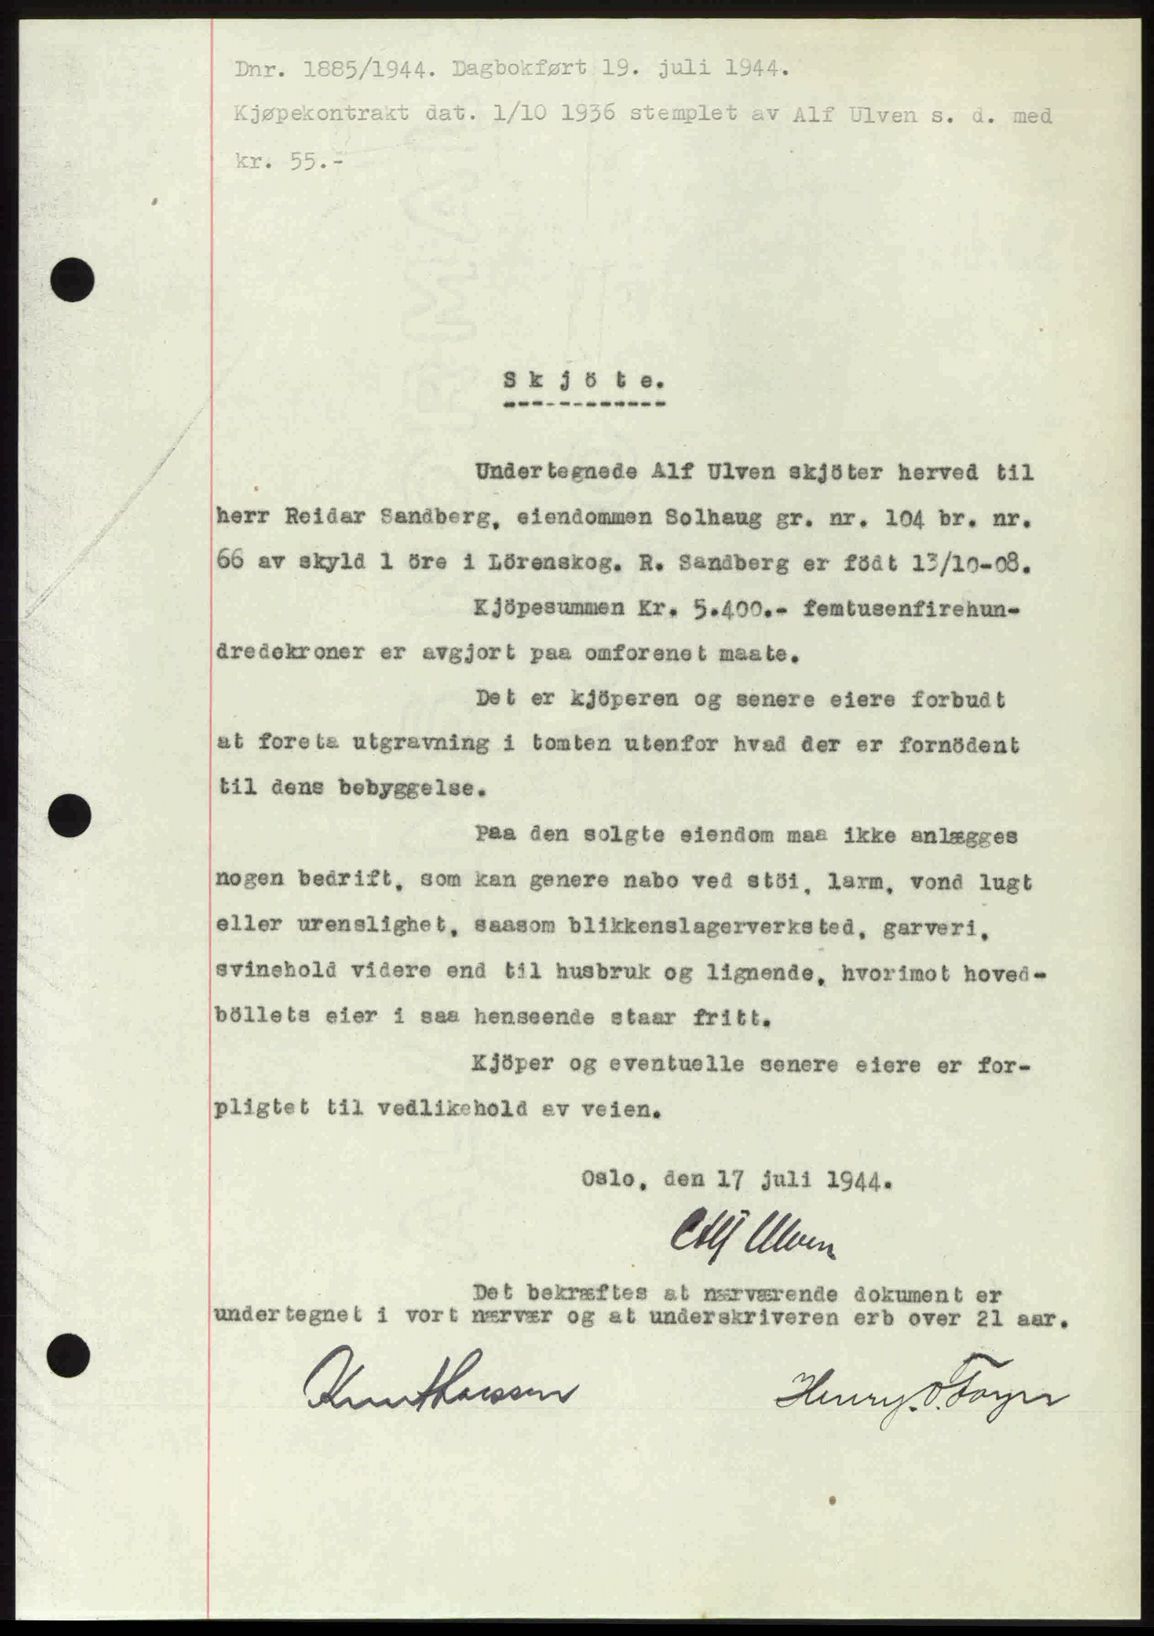 Dnr. 1885/1944. Dagbokført 19. juli 1944.
Kjøpekontrakt dat. 1/10 1936 stemplet av Alf Ulven s. d. med
kr. 55.-
Skjöte.
Undertegnede Alf Ulven skjöter herved til
herr Reidar Sandberg, eiendommen Solhaug gr. nr. 104 br. nr.
66 av skyld 1 öre i Lörenskog. R. Sandberg er födt 13/10-08.
Kjöpesummen Kr. 5.400.- femtusenfirehun-
dredekroner er avgjort paa omforenet maate.
Det er kjöperen og senere eiere forbudt
at foreta utgravning i tomten utenfor hvad der er fornödent
til dens bebyggelse.
Paa den solgte eiendom maa ikke anlægges
nogen bedrift, som kan genere nabo ved stöi, larm, vond lugt
eller urenslighet, saasom blikkenslagerverksted, garveri,
svinehold videre end til husbruk og lignende, hvorimot hoved-
böllets eier i saa henseende staar fritt.
Kjöper og eventuelle senere eiere er for-
pligtet til vedlikehold av veien.
Oslo, den 17 juli 1944.
Alf Ulven
Det bekræftes at nærværende dokument er
undertegnet i vort nærvær og at underskriveren erb over 21 aar.
Henry. O.